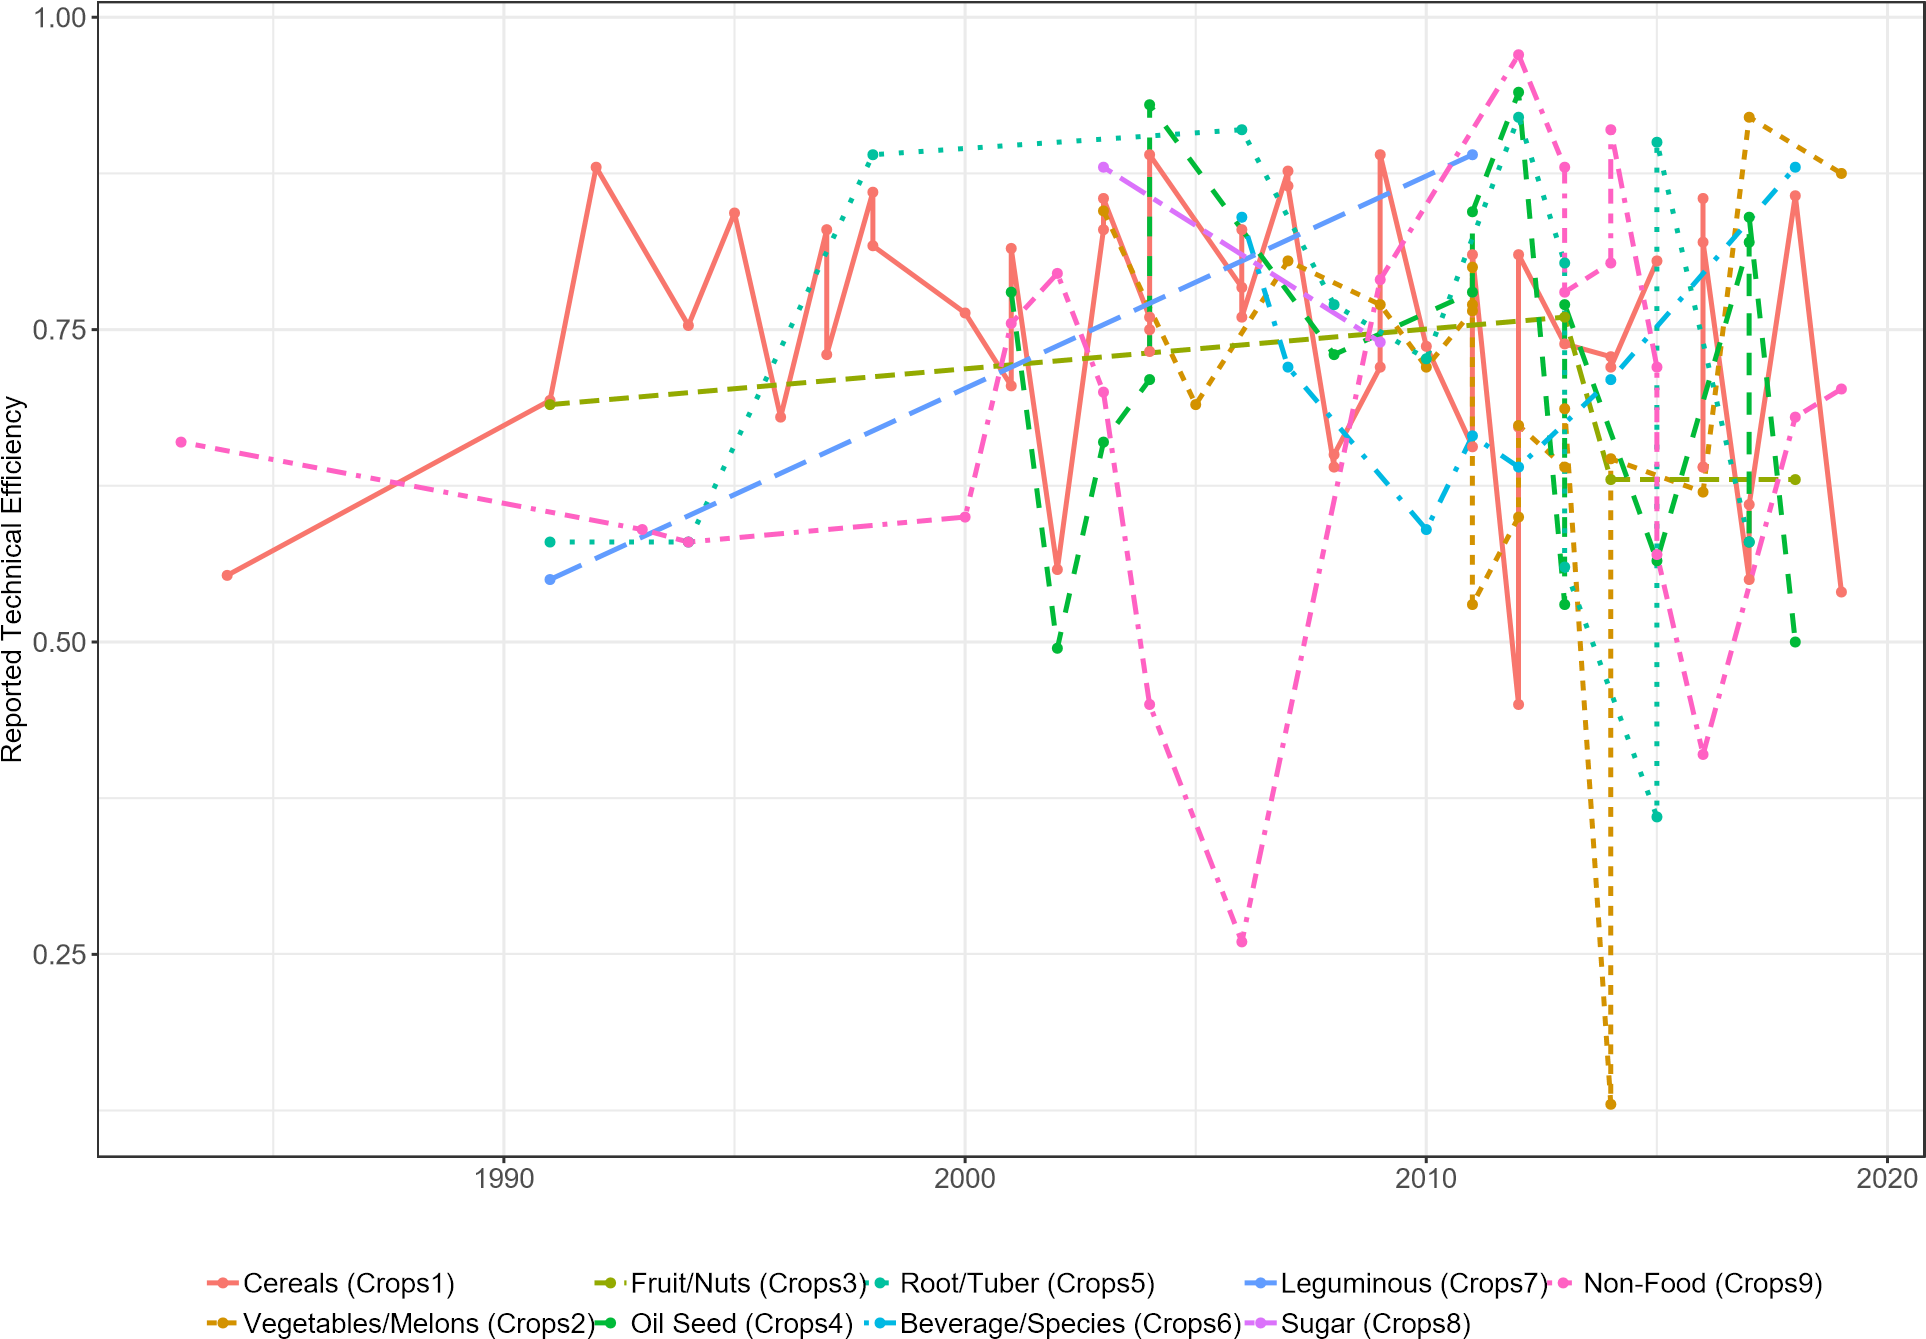 1.00
0.75
0.50
0.25
Reported Technical Efficiency
1990 2000 2010 2020
Cereals (Crops1) Fruit/Nuts (Crops3) Root/Tuber (Crops5) Leguminous (Crops7) Non-Food (Crops9)
Vegetables/Melons (Crops2) Oil Seed (Crops4) Beverage/Species (Crops6) Sugar (Crops8)